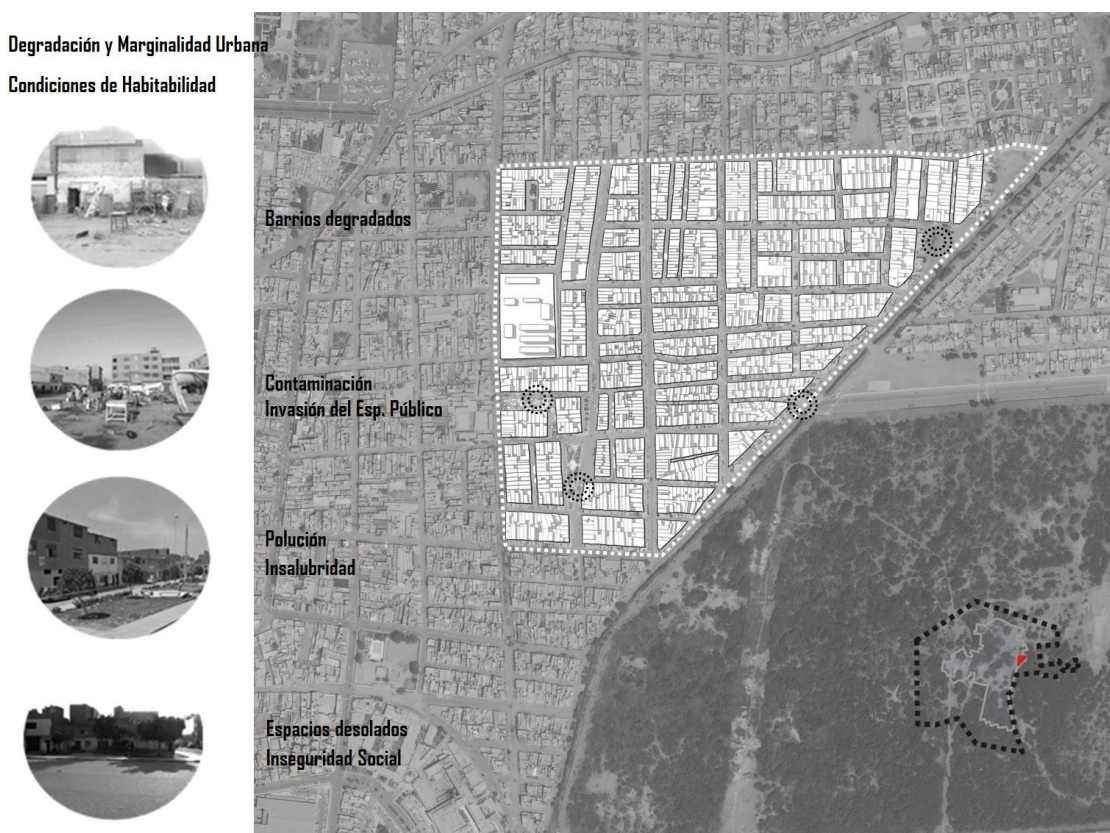 Degradación y Marginalidad Urbana
Condiciones de Habitabilidad
Barrios degradados
Contaminación
Invasión del Esp. Público
Polución
Insalubridad
Espacios desolados
Inseguridad Social